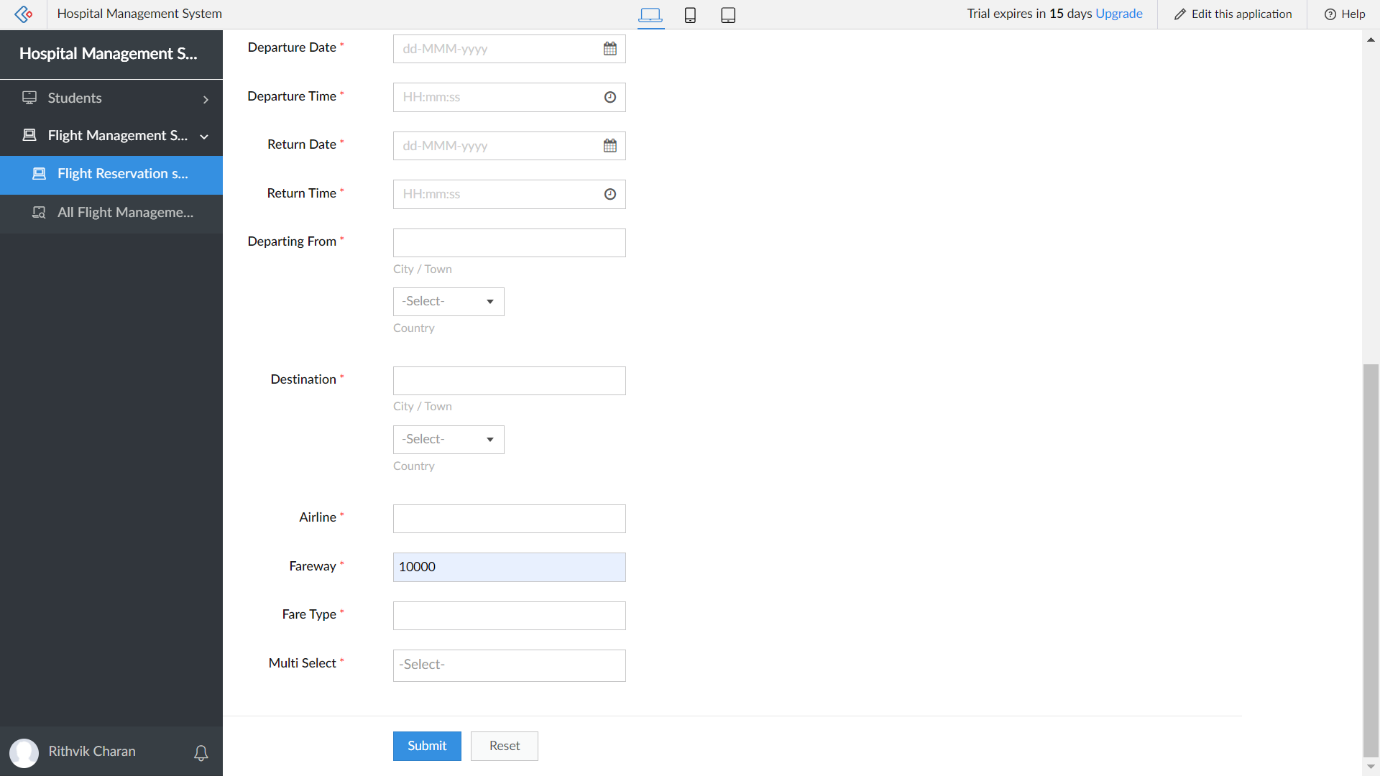 Hospital Management System
Trial expires in 15 days Upgrade
Edit this application
Help
Hospital Management S...
Students
Flight Management S...
Flight Reservation s...
All Flight Manageme...
Rithvik Charan
Departure Date *
dd-MMM-yyyy
Departure Time *
HH:mm:ss
Return Date *
dd-MMM-yyyy
Return Time *
HH:mm:ss
Departing From *
City / Town
-Select-
Country
Destination *
City / Town
-Select-
Country
Airline *
Fareway *
10000
Fare Type *
Multi Select *
-Select-
Submit
Reset